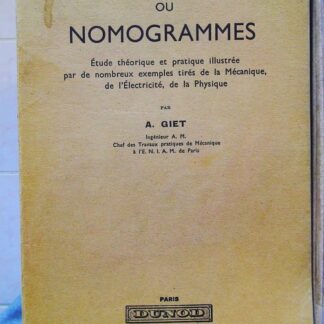 OU
NOMOGRAMMES
Étude théorique et pratique illustrée
par de nombreux exemples tirés de la Mécanique,
de l'Électricité, de la Physique
PAR
A. GIET
Ingénieur A. M.
Chef des Travaux pratiques de Mécanique
à l'E. N. I. A. M. de Paris
PARIS
DUNOD